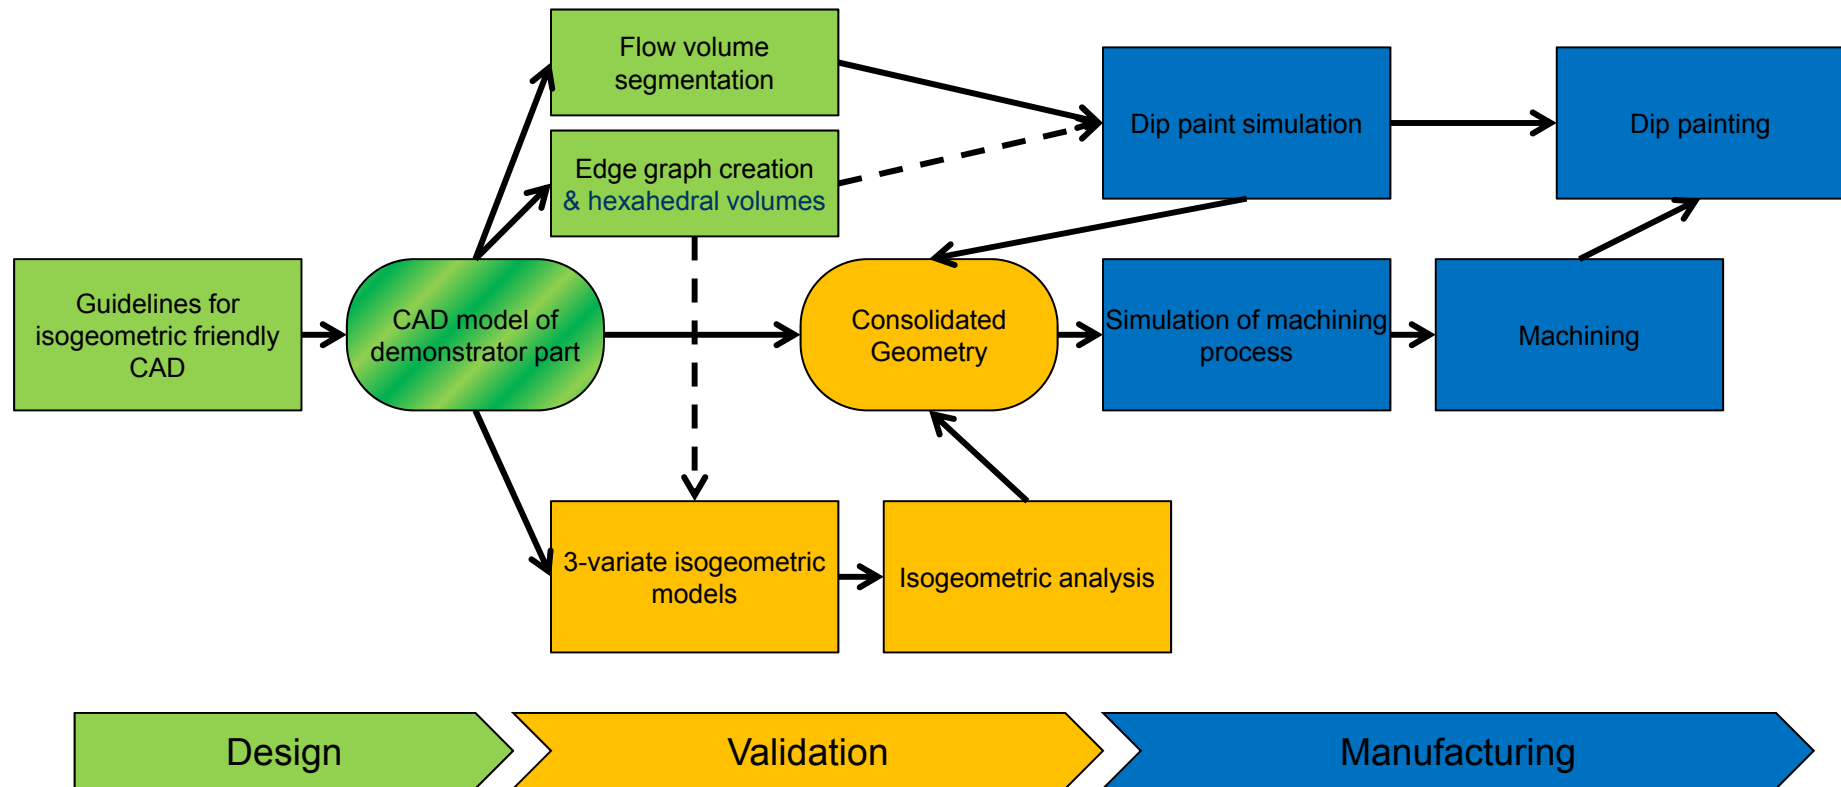 Flow volume
segmentation
Edge graph creation
& hexahedral volumes
Dip paint simulation
Dip painting
Guidelines for
isogeometric friendly
CAD
CAD model of
demonstrator part
Consolidated
Geometry
Simulation of machining
process
Machining
3-variate isogeometric
models
Isogeometric analysis
Design
Validation
Manufacturing